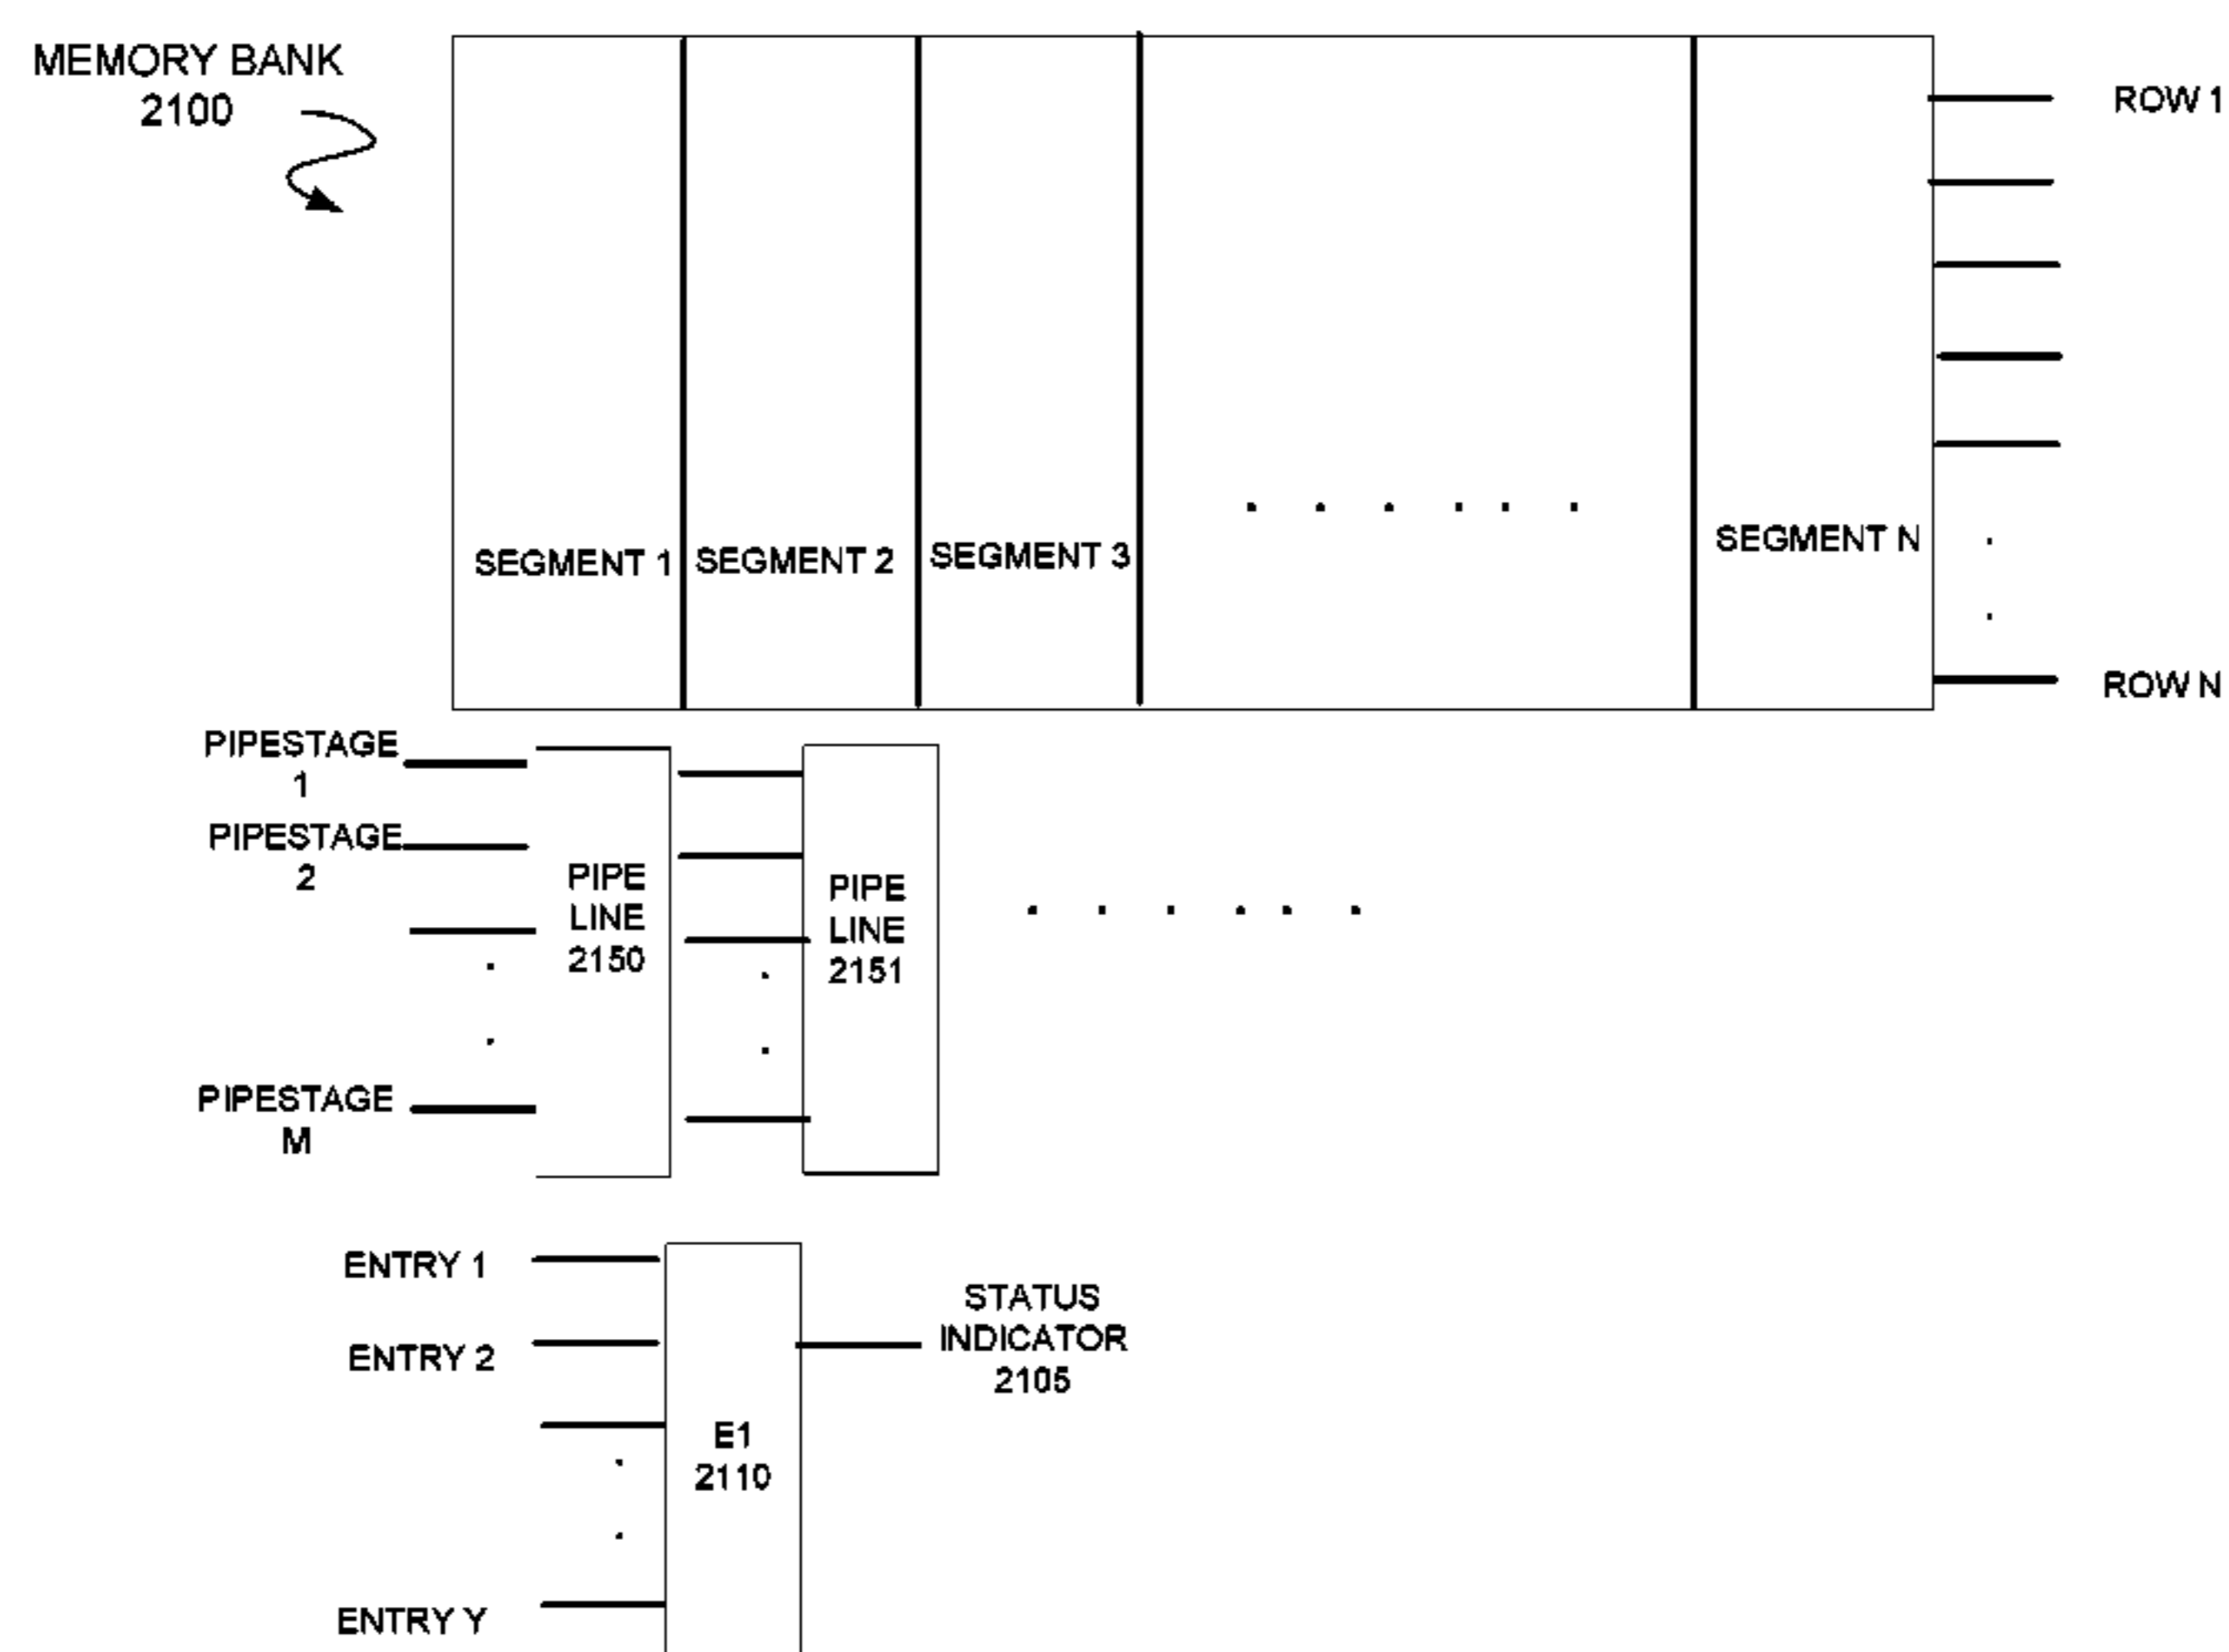 MEMORY BANK
2100
ROW 1
SEGMENT 1
SEGMENT 2
SEGMENT 3
SEGMENT N
ROW N
PIPESTAGE
1
PIPESTAGE
2
PIPE
LINE
2150
PIPE
LINE
2151
PIPESTAGE
M
ENTRY 1
ENTRY 2
STATUS
INDICATOR
2105
E1
2110
ENTRY Y